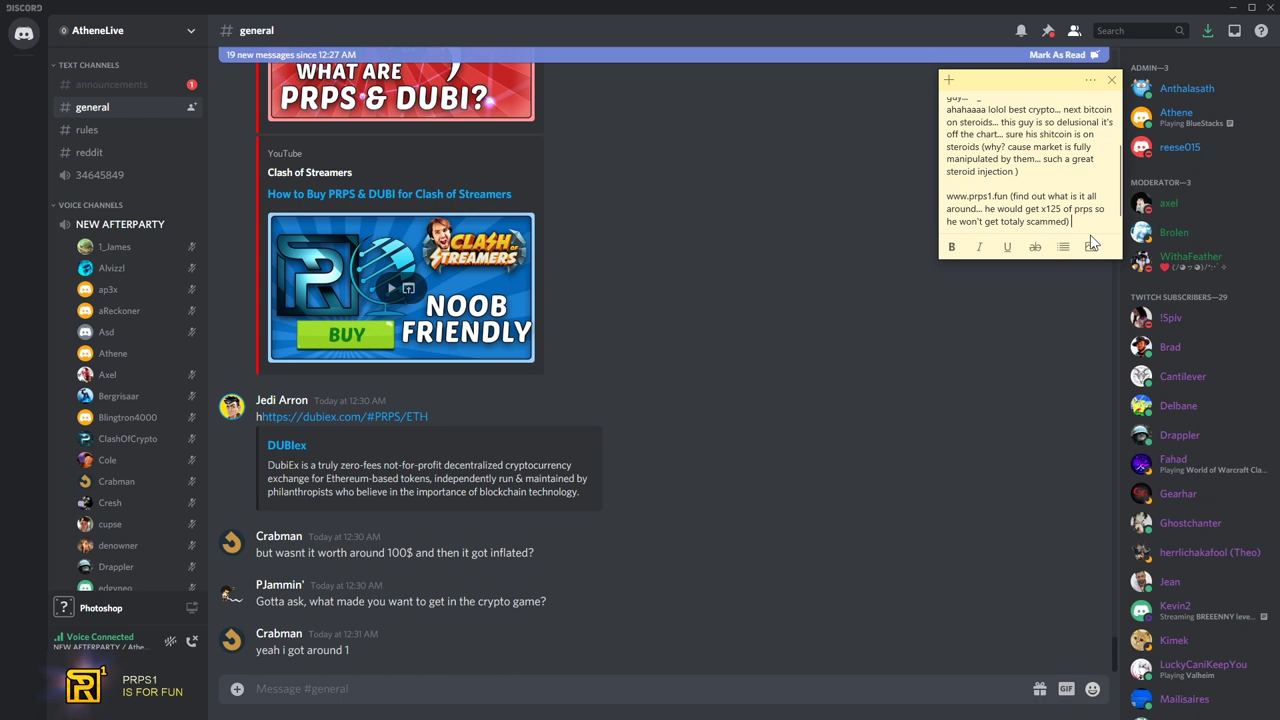 DISCORD
AtheneLive
# general
Search
19 new messages since 12:27 AM
Mark As Read
TEXT CHANNELS
# announcements
1
# general
# rules
# reddit
34645849
VOICE CHANNELS
NEW AFTERPARTY
1_James
Alvizzl
ap3x
aReckoner
Asd
Athene
Axel
Bergrisaar
Blingtron4000
ClashOfCrypto
Cole
Crabman
Cresh
cupse
denowner
Drappler
edgyneo
Photoshop
Voice Connected
NEW AFTERPARTY / Athe...
R1
PRPS1
IS FOR FUN
WHAT ARE
PRPS & DUBI?
YouTube
Clash of Streamers
How to Buy PRPS & DUBI for Clash of Streamers
CLASH OF
STREAMERS
NOOB
FRIENDLY
BUY
Jedi Arron Today at 12:30 AM
hhttps://dubiex.com/#PRPS/ETH
DUBIex
DubiEx is a truly zero-fees not-for-profit decentralized cryptocurrency
exchange for Ethereum-based tokens, independently run & maintained by
philanthropists who believe in the importance of blockchain technology.
Crabman Today at 12:30 AM
but wasnt it worth around 100$ and then it got inflated?
PJammin' Today at 12:30 AM
Gotta ask, what made you want to get in the crypto game?
Crabman Today at 12:31 AM
yeah i got around 1
Message #general
GIF
guy...
ahahaaaa lolol best crypto... next bitcoin
on steroids... this guy is so delusional it's
off the chart... sure his shitcoin is on
steroids (why? cause market is fully
manipulated by them... such a great
steroid injection )
www.prps1.fun (find out what is it all
around... he would get x125 of prps so
he won't get totaly scammed)
B I U ab
ADMIN—3
Anthalasath
Athene
Playing BlueStacks
reese015
MODERATOR—3
axel
Brolen
WithaFeather
TWITCH SUBSCRIBERS—29
!Spiv
Brad
Cantilever
Delbane
Drappler
Fahad
Playing World of Warcraft Cla...
Gearhar
Ghostchanter
herrlichakafool (Theo)
Jean
Kevin2
Streaming BREEENNY leve...
Kimek
LuckyCaniKeepYou
Playing Valheim
Mailisaires